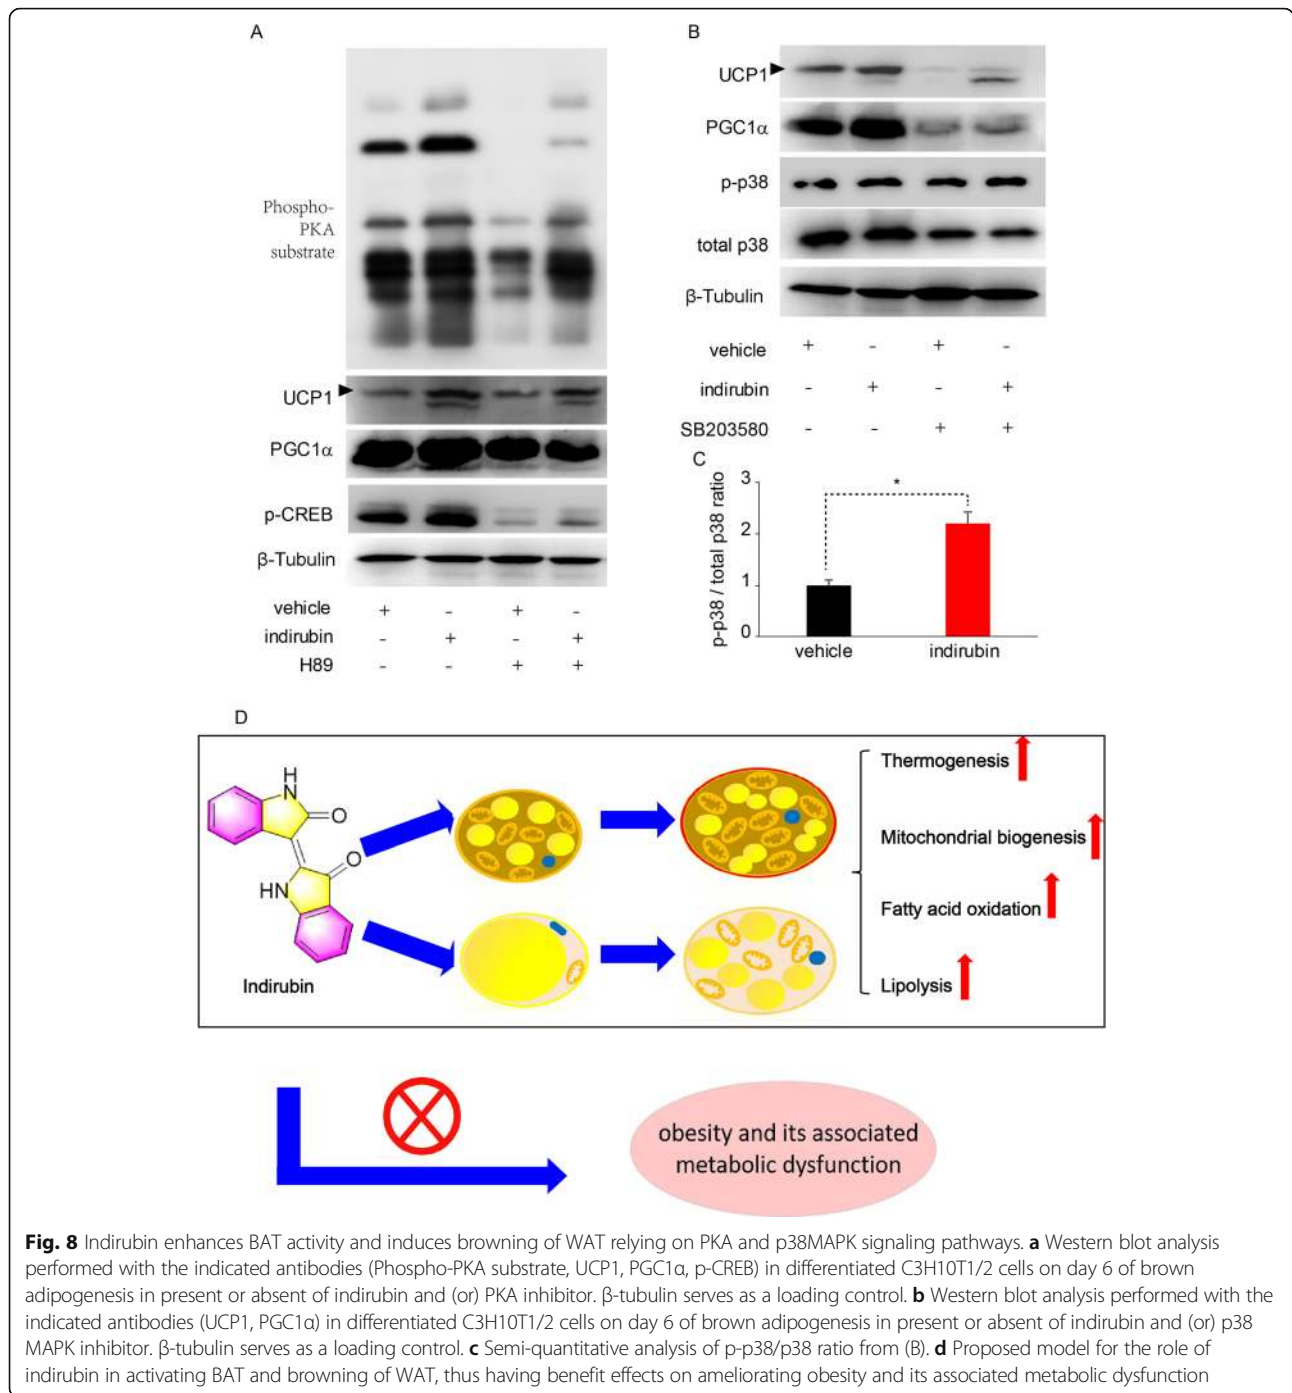 A
Phospho-
PKA
substrate
UCP1
PGC1α
p-CREB
β-Tubulin
vehicle + - + -
indirubin - + - +
H89 - - + +
B
UCP1
PGC1α
p-p38
total p38
β-Tubulin
vehicle + - + -
indirubin - + - +
SB203580 - - + +
C
p-p38 / total p38 ratio
3
2
1
0
*
vehicle indirubin
D
H
N
O
O
HN
Indirubin
Thermogenesis
Mitochondrial biogenesis
Fatty acid oxidation
Lipolysis
obesity and its associated
metabolic dysfunction
Fig. 8 Indirubin enhances BAT activity and induces browning of WAT relying on PKA and p38MAPK signaling pathways. a Western blot analysis
performed with the indicated antibodies (Phospho-PKA substrate, UCP1, PGC1α, p-CREB) in differentiated C3H10T1/2 cells on day 6 of brown
adipogenesis in present or absent of indirubin and (or) PKA inhibitor. β-tubulin serves as a loading control. b Western blot analysis performed with the
indicated antibodies (UCP1, PGC1α) in differentiated C3H10T1/2 cells on day 6 of brown adipogenesis in present or absent of indirubin and (or) p38
MAPK inhibitor. β-tubulin serves as a loading control. c Semi-quantitative analysis of p-p38/p38 ratio from (B). d Proposed model for the role of
indirubin in activating BAT and browning of WAT, thus having benefit effects on ameliorating obesity and its associated metabolic dysfunction